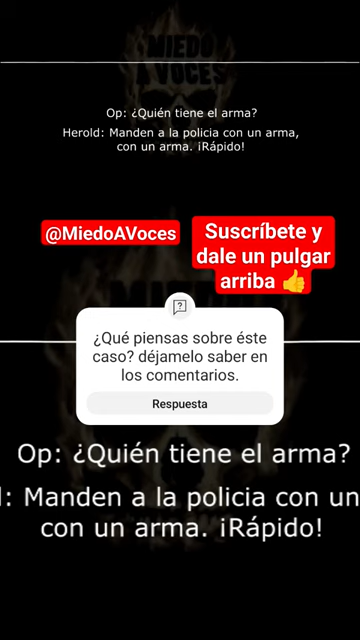 MIEDO
A VOCES
Op: ¿Quién tiene el arma?
Herold: Manden a la policia con un arma,
con un arma. ¡Rápido!
@MiedoAVoces
Suscríbete y
dale un pulgar
arriba 👍
¿Qué piensas sobre éste
caso? déjamelo saber en
los comentarios.
Respuesta
Op: ¿Quién tiene el arma?
d: Manden a la policia con un
con un arma. ¡Rápido!